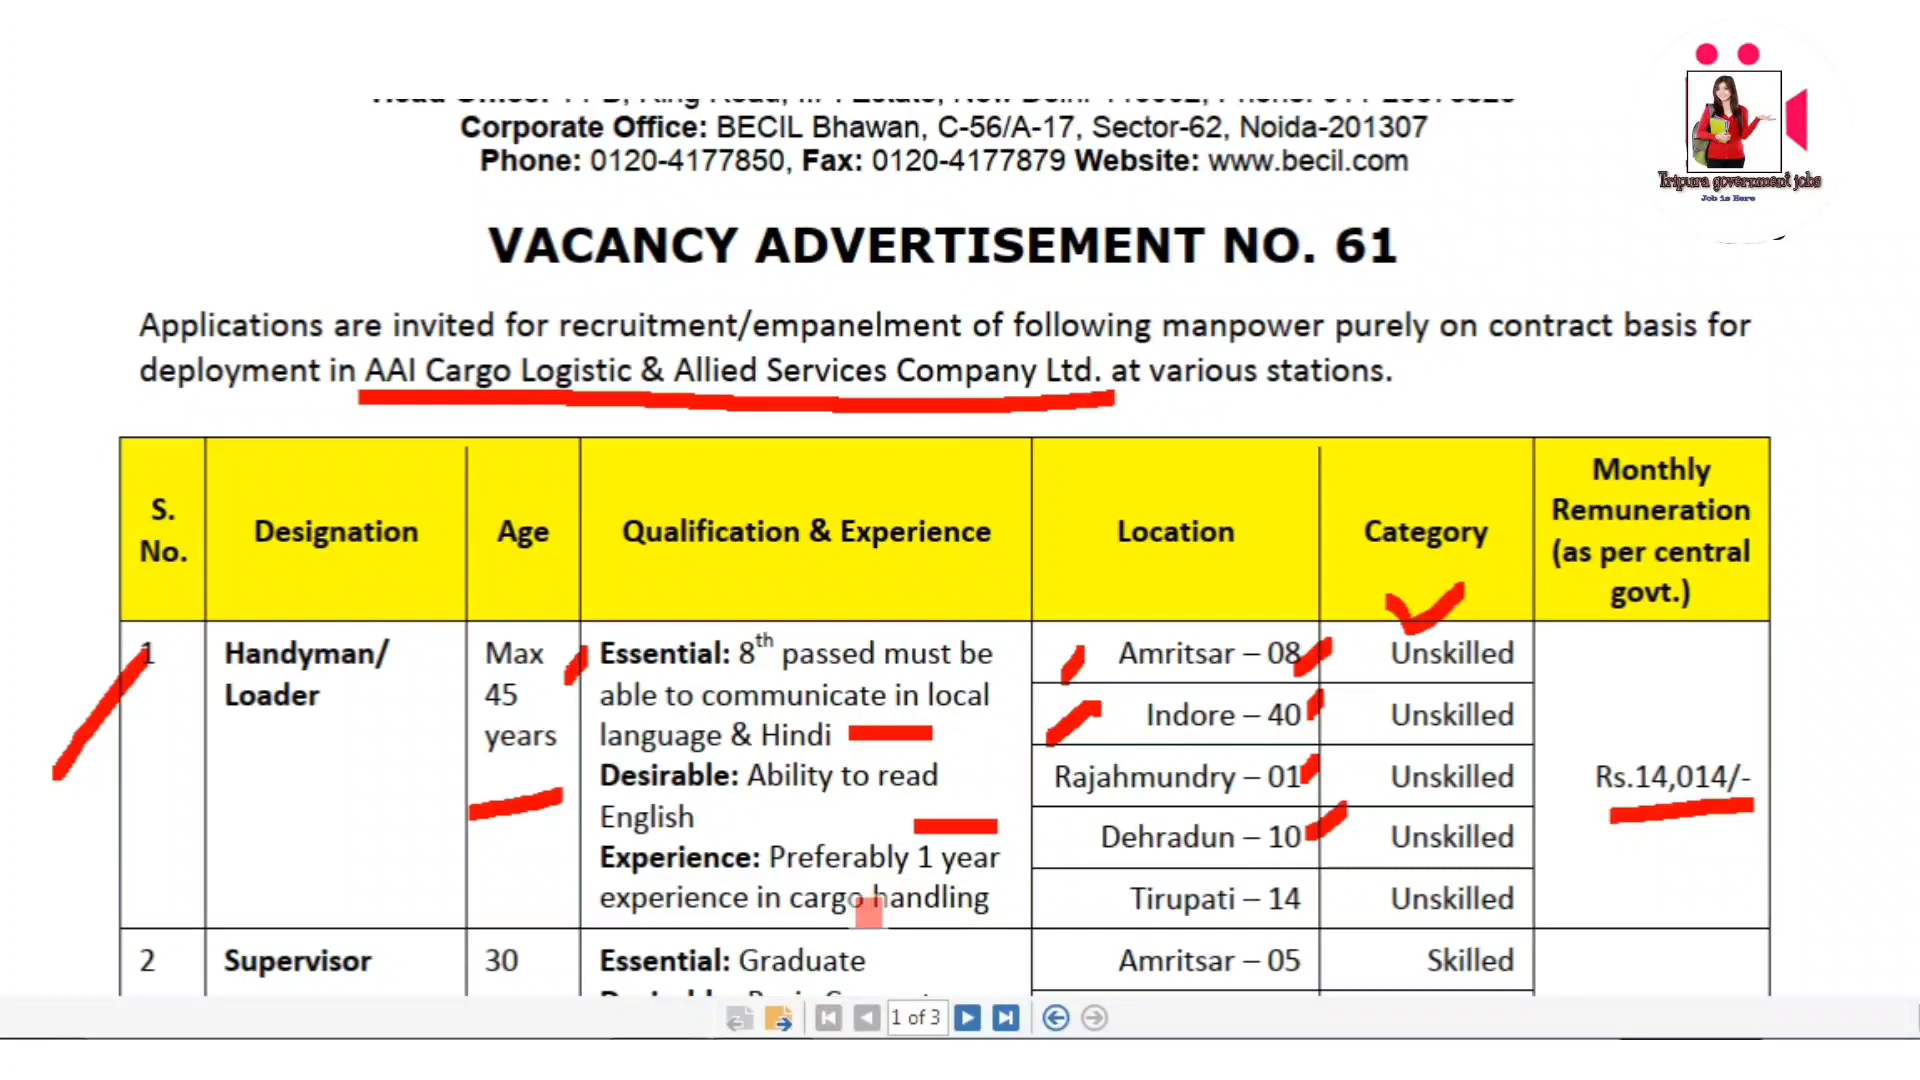 Corporate Office: BECIL Bhawan, C-56/A-17, Sector-62, Noida-201307
Phone: 0120-4177850, Fax: 0120-4177879 Website: www.becil.com
Tripura government jobs
Job is Here
VACANCY ADVERTISEMENT NO. 61
Applications are invited for recruitment/empanelment of following manpower purely on contract basis for
deployment in AAI Cargo Logistic & Allied Services Company Ltd. at various stations.
S. No.
Designation
Age
Qualification & Experience
Location
Category
Monthly
Remuneration
(as per central
govt.)
1
Handyman/
Loader
Max
45
years
Essential: 8th passed must be
able to communicate in local
language & Hindi
Desirable: Ability to read
English
Experience: Preferably 1 year
experience in cargo handling
Amritsar – 08
Unskilled
Indore – 40
Unskilled
Rajahmundry – 01
Unskilled
Dehradun – 10
Unskilled
Tirupati – 14
Unskilled
Rs.14,014/-
2
Supervisor
30
Essential: Graduate
Amritsar – 05
Skilled
1 of 3